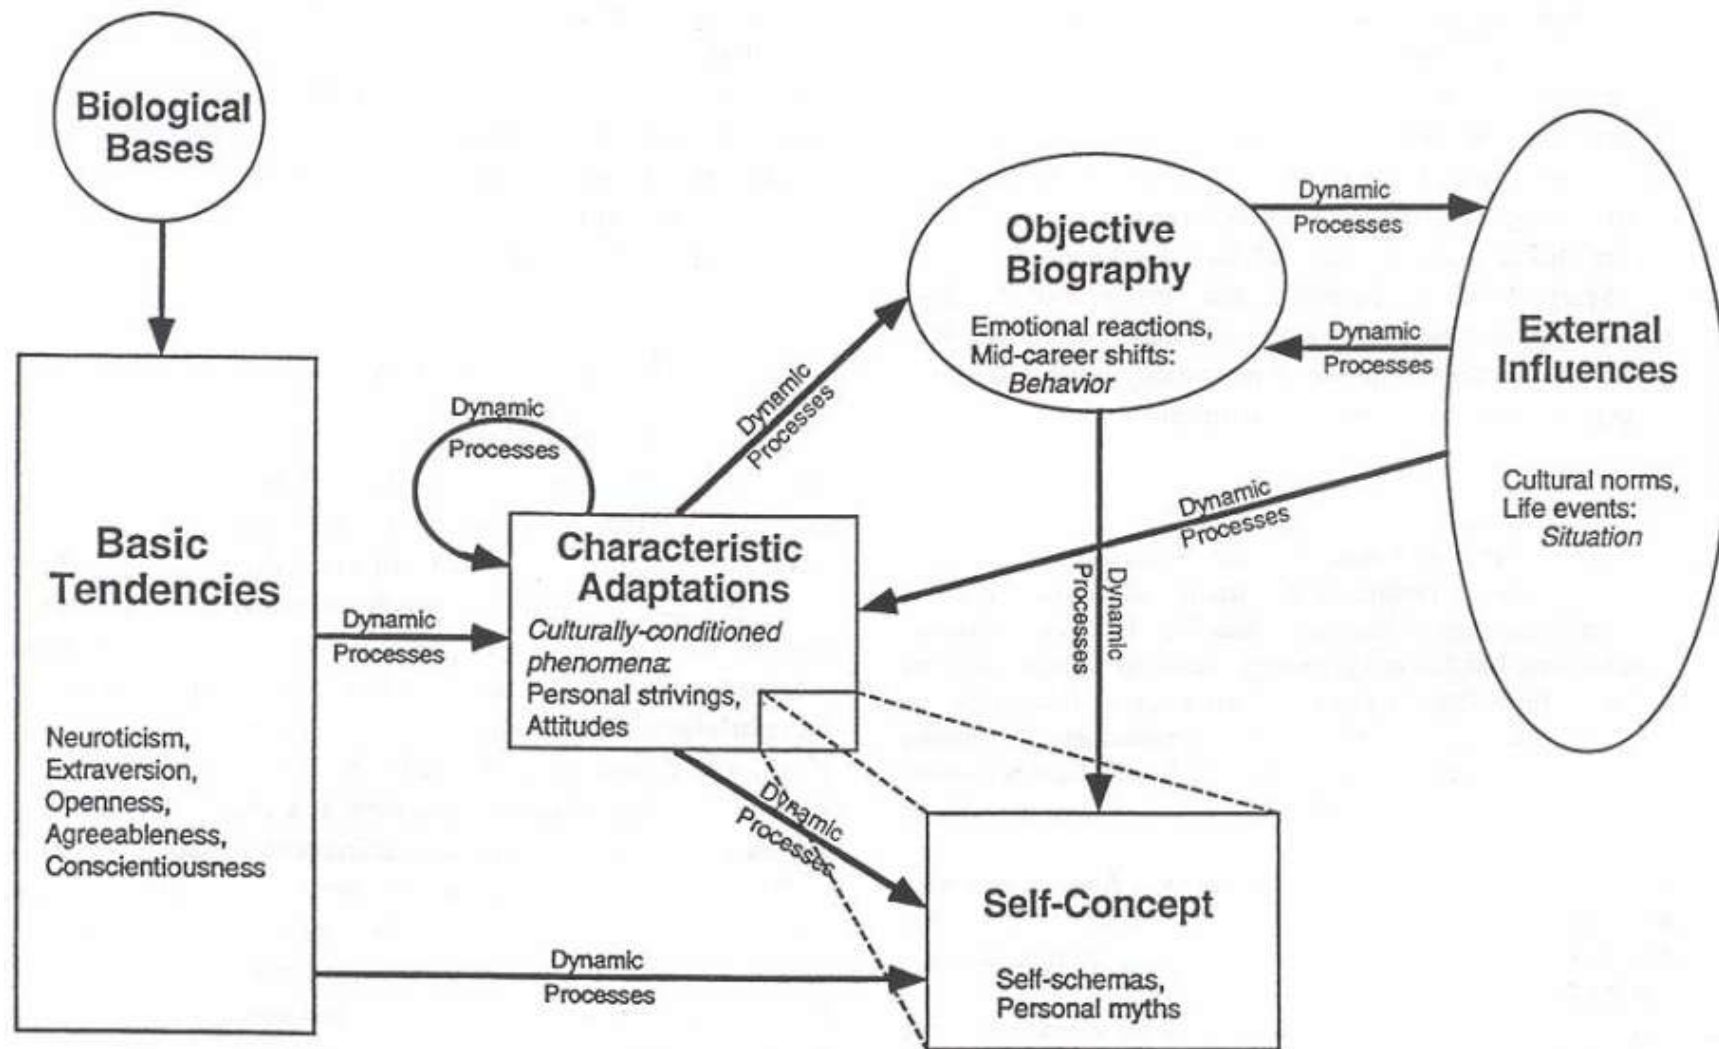 Biological
Bases
Dynamic
Processes
Objective
Biography
Emotional reactions,
Mid-career shifts:
Behavior
Dynamic
Processes
External
Influences
Cultural norms,
Life events:
Situation
Dynamic
Processes
Dynamic
Processes
Dynamic
Processes
Basic
Tendencies
Neuroticism,
Extraversion,
Openness,
Agreeableness,
Conscientiousness
Dynamic
Processes
Characteristic
Adaptations
Culturally-conditioned
phenomena:
Personal strivings,
Attitudes
Dynamic
Processes
Dynamic
Processes
Dynamic
Processes
Self-Concept
Self-schemas,
Personal myths
Dynamic
Processes